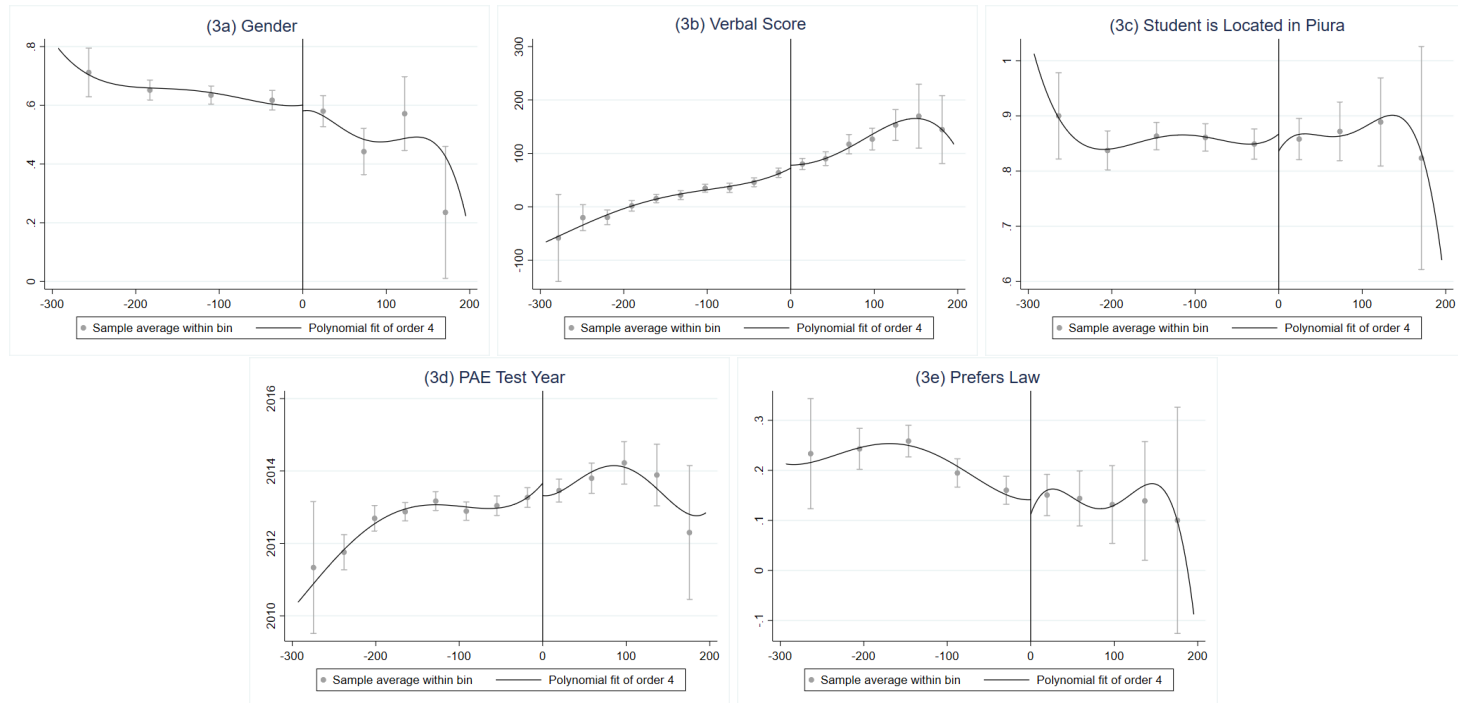 (3a) Gender
.8
.6
.4
.2
0
-300 -200 -100 0 100 200
Sample average within bin Polynomial fit of order 4
(3b) Verbal Score
300
200
100
0
-100
-300 -200 -100 0 100 200
Sample average within bin Polynomial fit of order 4
(3c) Student is Located in Piura
1
.9
.8
.7
.6
-300 -200 -100 0 100 200
Sample average within bin Polynomial fit of order 4
(3d) PAE Test Year
2016
2014
2012
2010
-300 -200 -100 0 100 200
Sample average within bin Polynomial fit of order 4
(3e) Prefers Law
.3
.2
.1
0
-.1
-300 -200 -100 0 100 200
Sample average within bin Polynomial fit of order 4